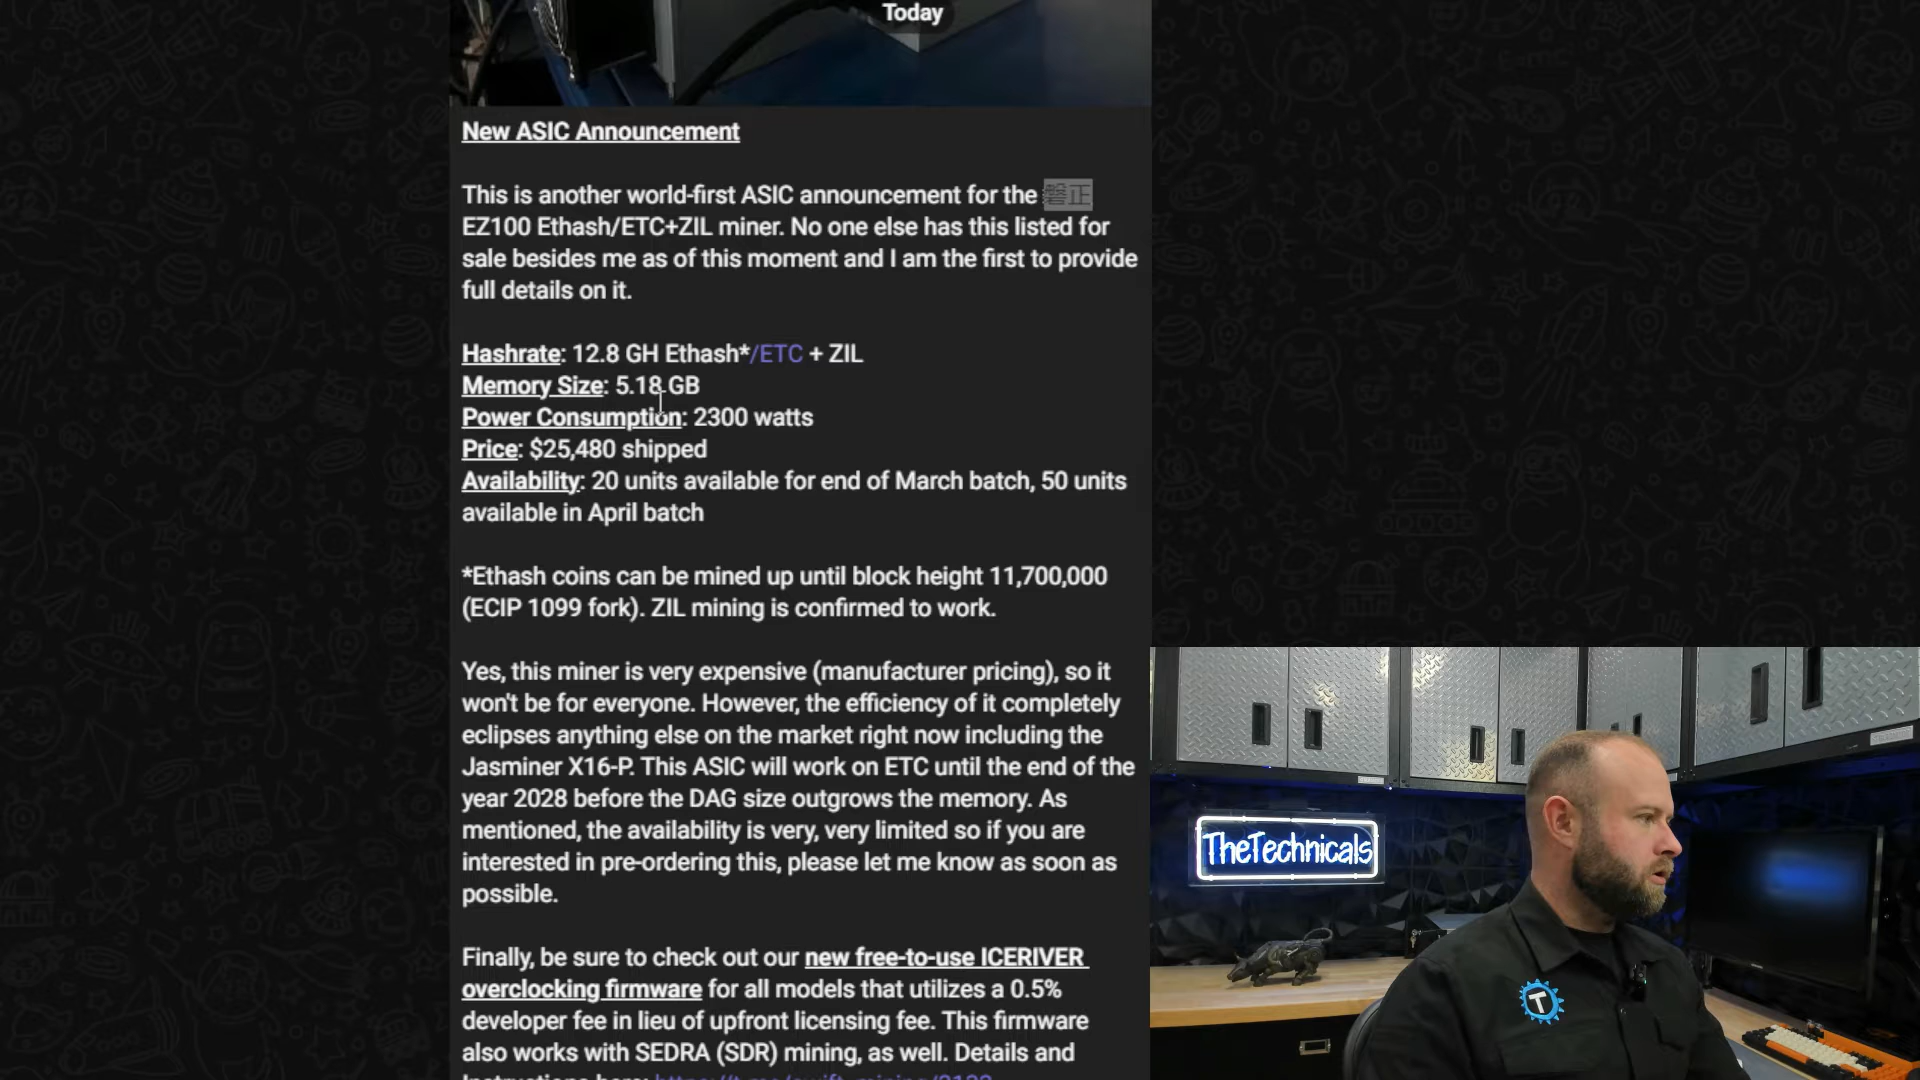 Today
New ASIC Announcement
This is another world-first ASIC announcement for the 磐正
EZ100 Ethash/ETC+ZIL miner. No one else has this listed for
sale besides me as of this moment and I am the first to provide
full details on it.
Hashrate: 12.8 GH Ethash*/ETC + ZIL
Memory Size: 5.18 GB
Power Consumption: 2300 watts
Price: $25,480 shipped
Availability: 20 units available for end of March batch, 50 units
available in April batch
*Ethash coins can be mined up until block height 11,700,000
(ECIP 1099 fork). ZIL mining is confirmed to work.
Yes, this miner is very expensive (manufacturer pricing), so it
won't be for everyone. However, the efficiency of it completely
eclipses anything else on the market right now including the
Jasminer X16-P. This ASIC will work on ETC until the end of the
year 2028 before the DAG size outgrows the memory. As
mentioned, the availability is very, very limited so if you are
interested in pre-ordering this, please let me know as soon as
possible.
Finally, be sure to check out our new free-to-use ICERIVER
overclocking firmware for all models that utilizes a 0.5%
developer fee in lieu of upfront licensing fee. This firmware
also works with SEDRA (SDR) mining, as well. Details and
TheTechnicals
T